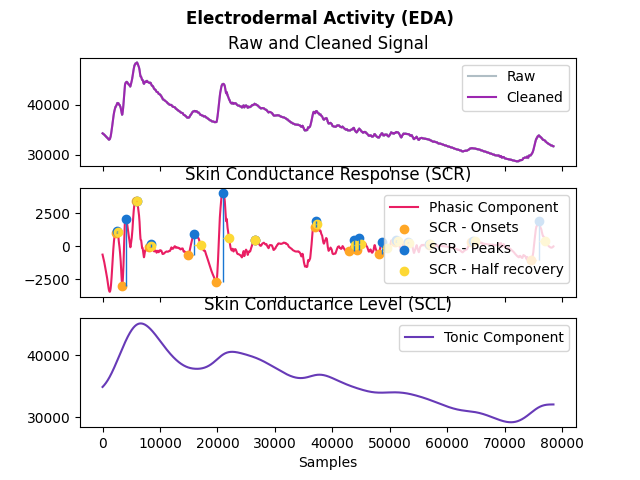 Electrodermal Activity (EDA)
Raw and Cleaned Signal
Raw
Cleaned
40000
30000
Skin Conductance Response (SCR)
Phasic Component
SCR - Onsets
SCR - Peaks
SCR - Half recovery
2500
0
−2500
Skin Conductance Level (SCL)
Tonic Component
40000
30000
0 10000 20000 30000 40000 50000 60000 70000 80000
Samples